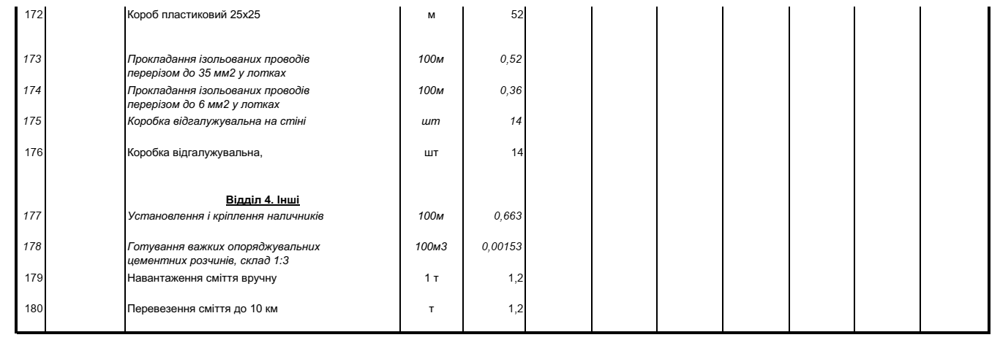 172 Короб пластиковий 25х25 м 52
173 Прокладання ізольованих проводів 100м 0,52
перерізом до 35 мм2 у лотках
174 Прокладання ізольованих проводів 100м 0,36
перерізом до 6 мм2 у лотках
175 Коробка відгалужувальна на стіні шт 14
176 Коробка відгалужувальна, шт 14
Відділ 4. Інші
177 Установлення і кріплення наличників 100м 0,663
178 Готування важких опоряджувальних 100м3 0,00153
цементних розчинів, склад 1:3
179 Навантаження сміття вручну 1 т 1,2
180 Перевезення сміття до 10 км т 1,2